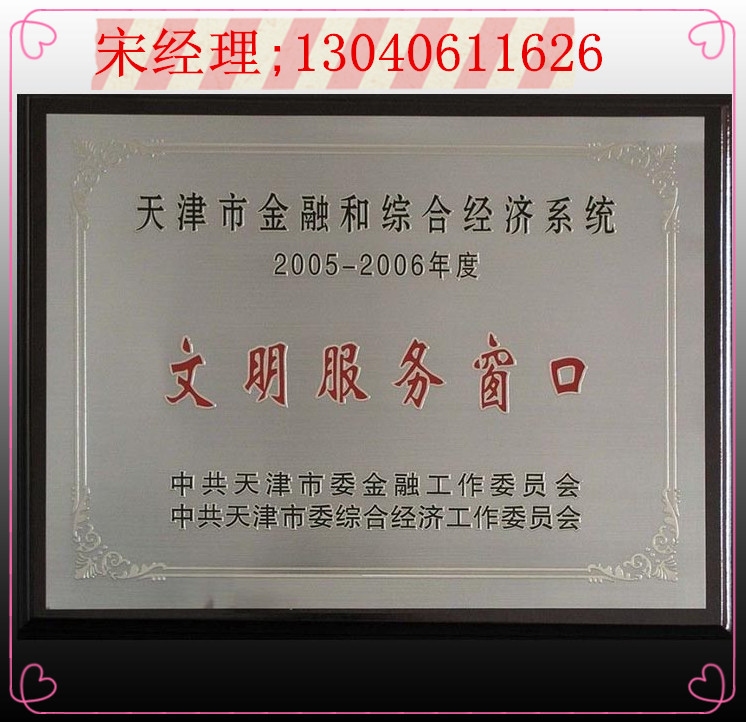 宋经理;13040611626
天津市金融和综合经济系统
2005-2006年度
文明服务窗口
中共天津市委金融工作委员会
中共天津市委综合经济工作委员会